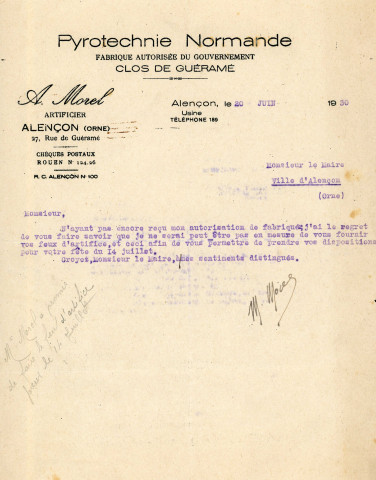 Pyrotechnie Normande
FABRIQUE AUTORISÉE DU GOUVERNEMENT
CLOS DE GUÉRAMÉ
A. Morel
ARTIFICIER
ALENÇON (ORNE)
27, Rue de Guéramé
CHÈQUES POSTAUX
ROUEN N° 124.26
R. C. ALENÇON N° 100
Alençon, le 20 JUIN 1930
Usine
TÉLÉPHONE 189
Monsieur le Maire
Ville d'Alençon
(Orne)
Monsieur,
N'ayant pas encore reçu mon autorisation de fabrique, j'ai le regret
de vous faire savoir que je ne serai peut être pas en mesure de vous fournir
vos feux d'artifice, et ceci afin de vous permettre de prendre vos dispositions
pour votre fête du 14 juillet.
Croyez, Monsieur le Maire, à mes sentiments distingués.
M Morel